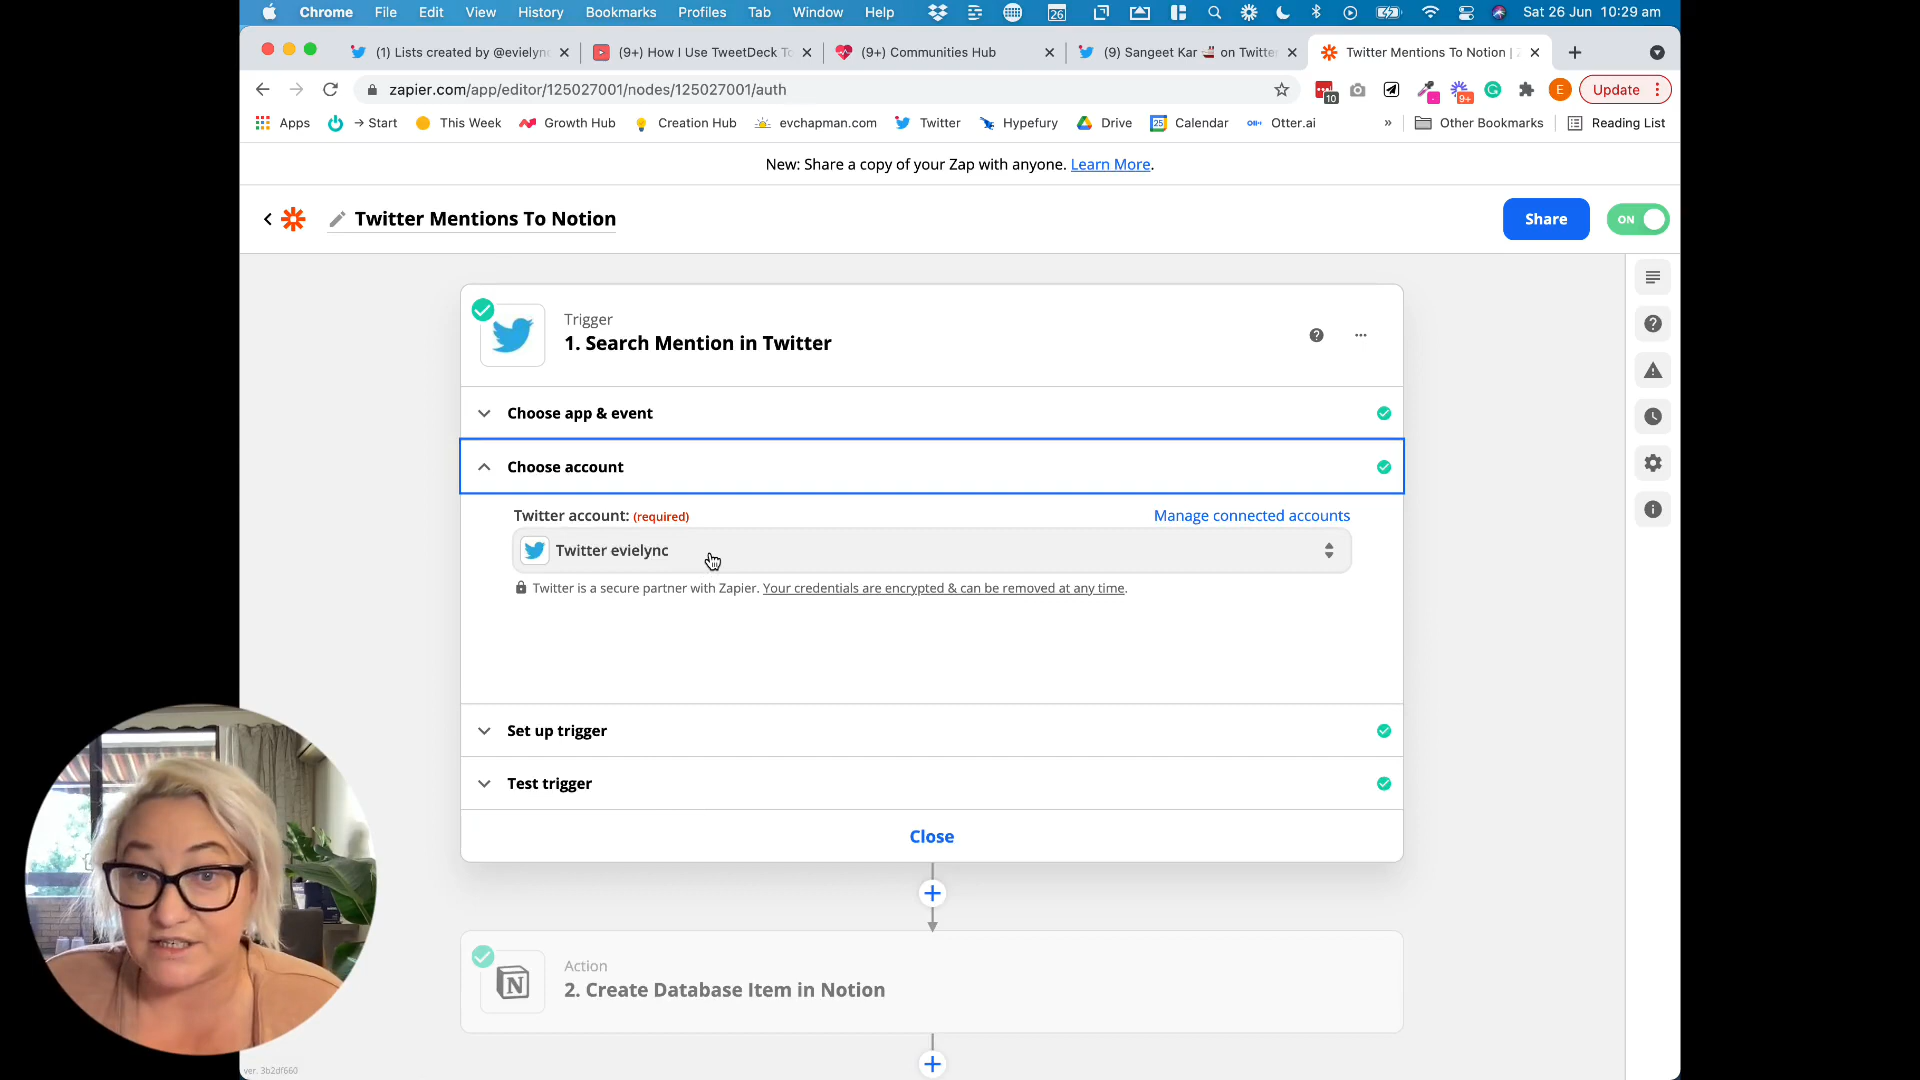 Chrome File Edit View History Bookmarks Profiles Tab Window Help 26 Sat 26 Jun 10:29 am
(1) Lists created by @evielync (9+) How I Use TweetDeck To (9+) Communities Hub (9) Sangeet Kar on Twitter Twitter Mentions To Notion |
zapier.com/app/editor/125027001/nodes/125027001/auth 10 9+ E Update
Apps → Start This Week Growth Hub Creation Hub evchapman.com Twitter Hypefury Drive 25 Calendar Otter.ai » Other Bookmarks Reading List
New: Share a copy of your Zap with anyone. Learn More.
Twitter Mentions To Notion Share ON
Trigger
1. Search Mention in Twitter
Choose app & event
Choose account
Twitter account: (required) Manage connected accounts
Twitter evielync
Twitter is a secure partner with Zapier. Your credentials are encrypted & can be removed at any time.
Set up trigger
Test trigger
Close
Action
2. Create Database Item in Notion
ver. 3b2df660